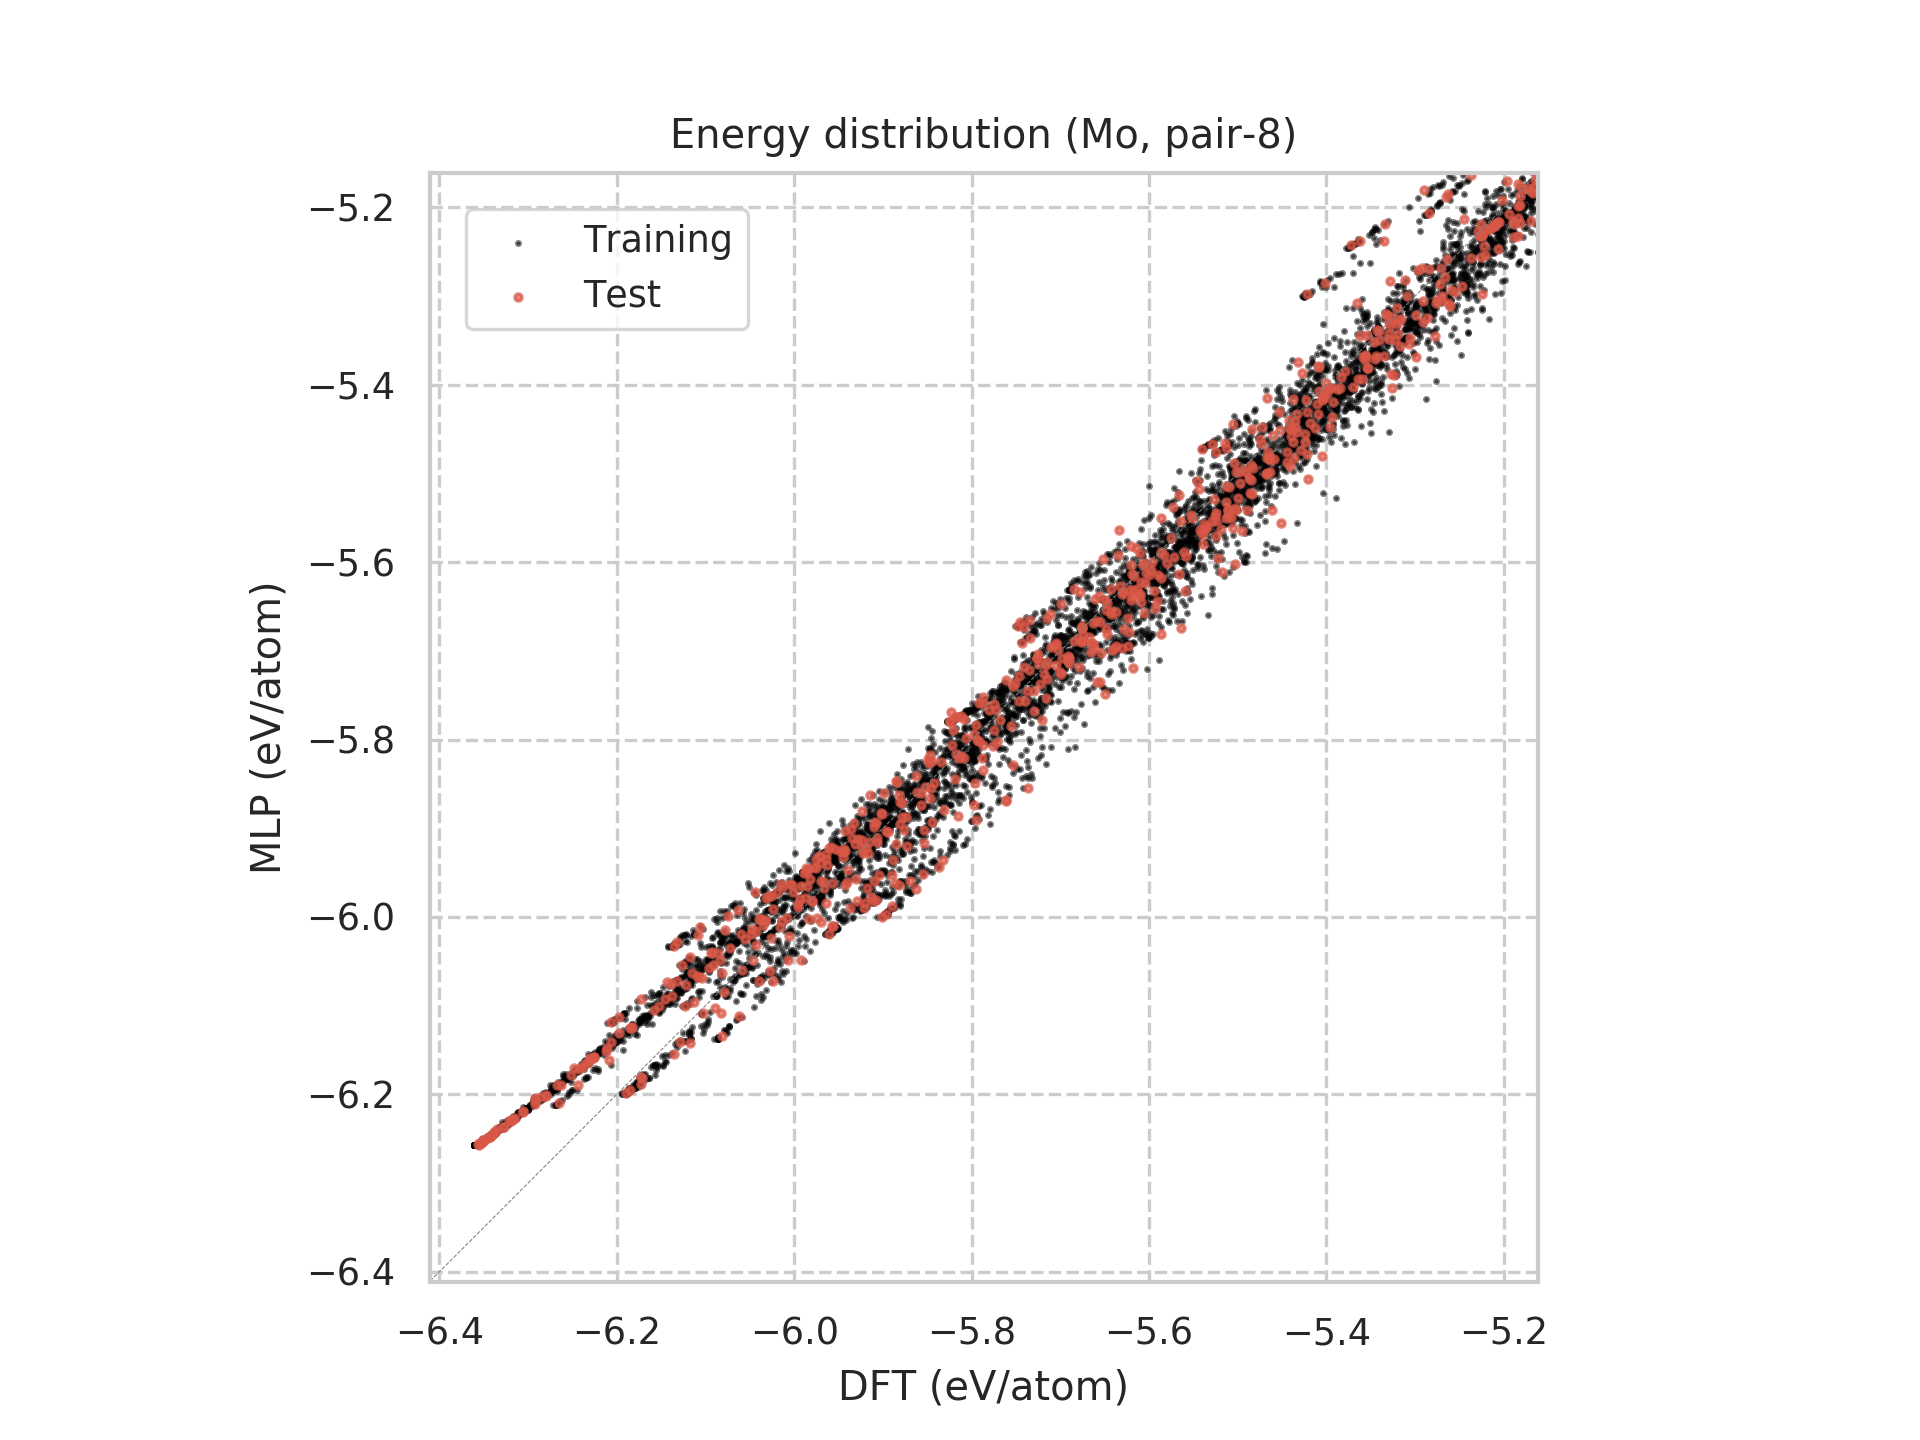 Energy distribution (Mo, pair-8)
Training
Test
−5.2
−5.4
−5.6
−5.8
−6.0
−6.2
−6.4
MLP (eV/atom)
−6.4 −6.2 −6.0 −5.8 −5.6 −5.4 −5.2
DFT (eV/atom)